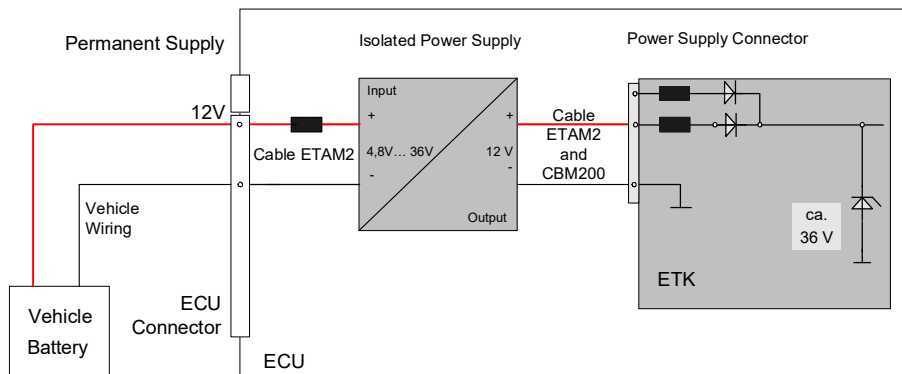 Permanent Supply
Isolated Power Supply
Power Supply Connector
12V
Input
+
+
4,8V... 36V
12 V
-
-
Output
Cable ETAM2
Cable
ETAM2
and
CBM200
Vehicle
Wiring
ca.
36 V
ETK
ECU
Connector
Vehicle
Battery
ECU